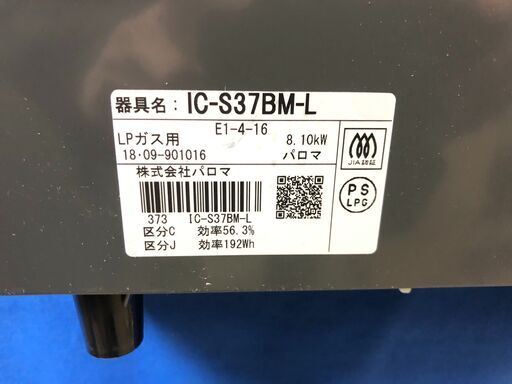 器具名：IC-S37BM-L
E1-4-16
LPガス用 8.10kW
18・09-901016 パロマ
株式会社パロマ
373 IC-S37BM-L
区分C 効率56.3%
区分J 効率192Wh
JIA認証
PS
LPG